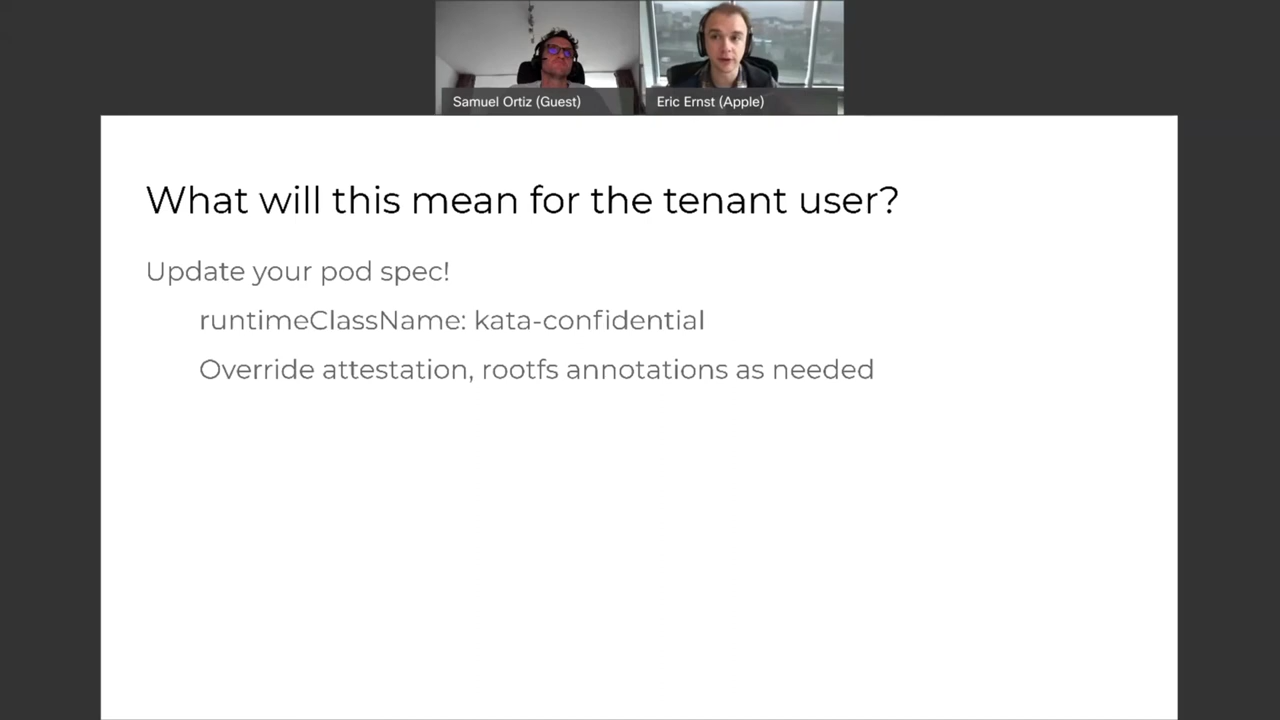 Samuel Ortiz (Guest)
Eric Ernst (Apple)
What will this mean for the tenant user?
Update your pod spec!
runtimeClassName: kata-confidential
Override attestation, rootfs annotations as needed